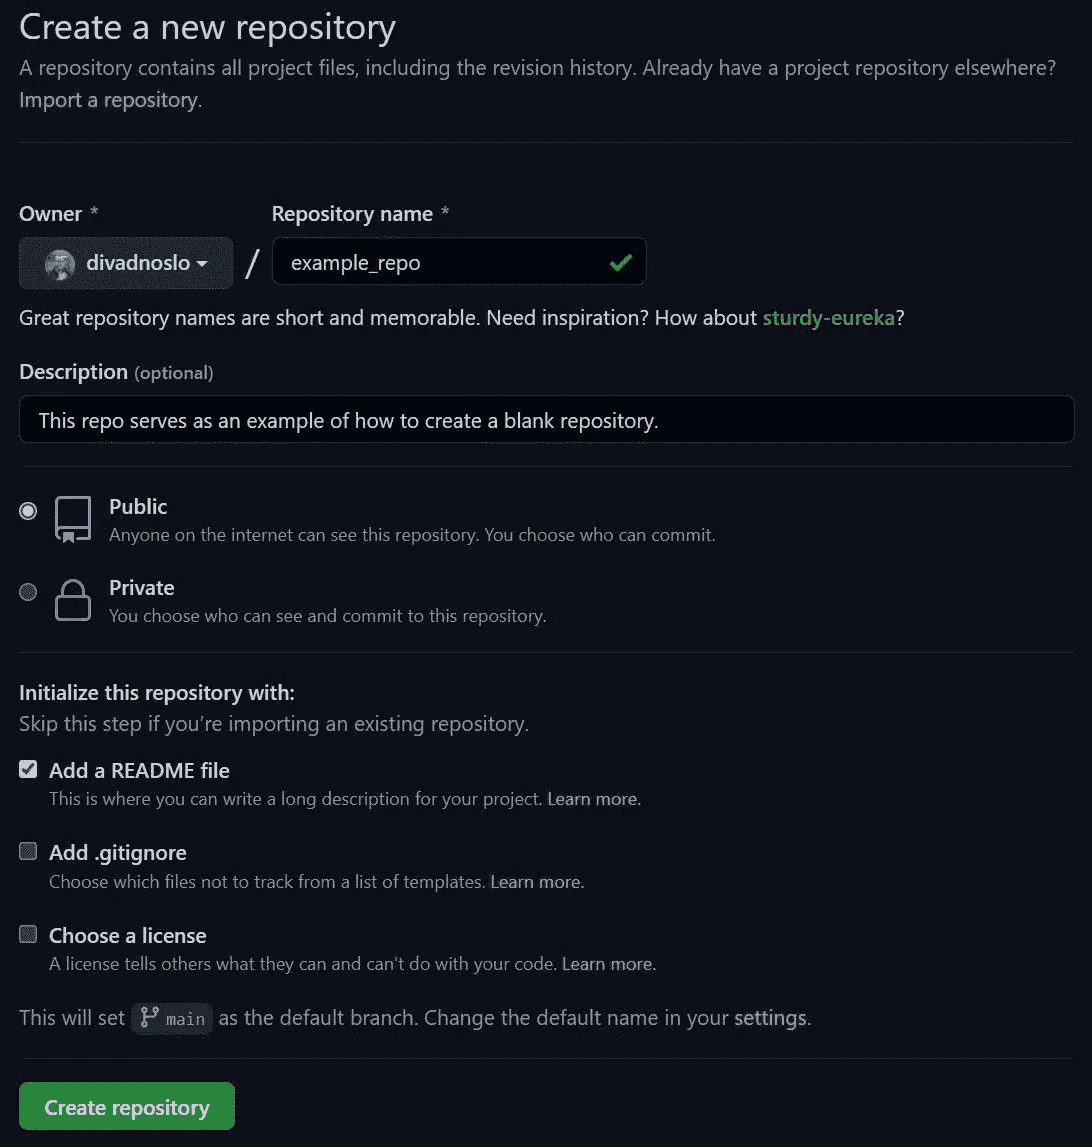 Create a new repository
A repository contains all project files, including the revision history. Already have a project repository elsewhere?
Import a repository.
Owner *
Repository name *
divadnoslo
/
example_repo
Great repository names are short and memorable. Need inspiration? How about sturdy-eureka?
Description (optional)
This repo serves as an example of how to create a blank repository.
Public
Anyone on the internet can see this repository. You choose who can commit.
Private
You choose who can see and commit to this repository.
Initialize this repository with:
Skip this step if you’re importing an existing repository.
Add a README file
This is where you can write a long description for your project. Learn more.
Add .gitignore
Choose which files not to track from a list of templates. Learn more.
Choose a license
A license tells others what they can and can't do with your code. Learn more.
This will set main as the default branch. Change the default name in your settings.
Create repository